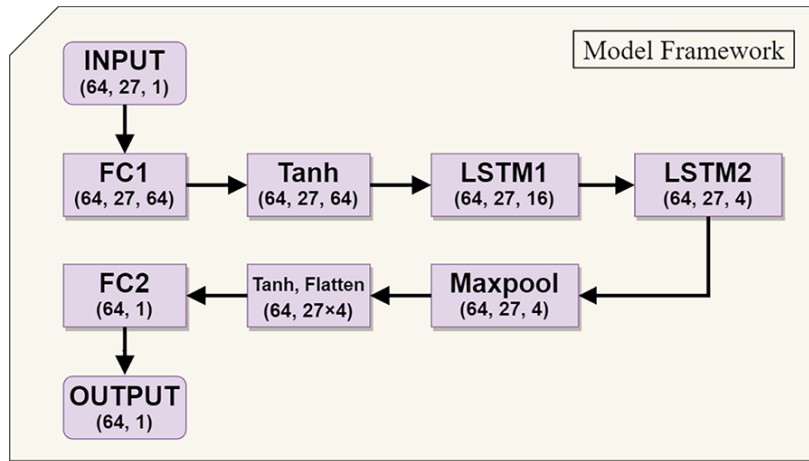 Model Framework
INPUT
(64, 27, 1)
FC1
(64, 27, 64)
Tanh
(64, 27, 64)
LSTM1
(64, 27, 16)
LSTM2
(64, 27, 4)
Maxpool
(64, 27, 4)
Tanh, Flatten
(64, 27×4)
FC2
(64, 1)
OUTPUT
(64, 1)